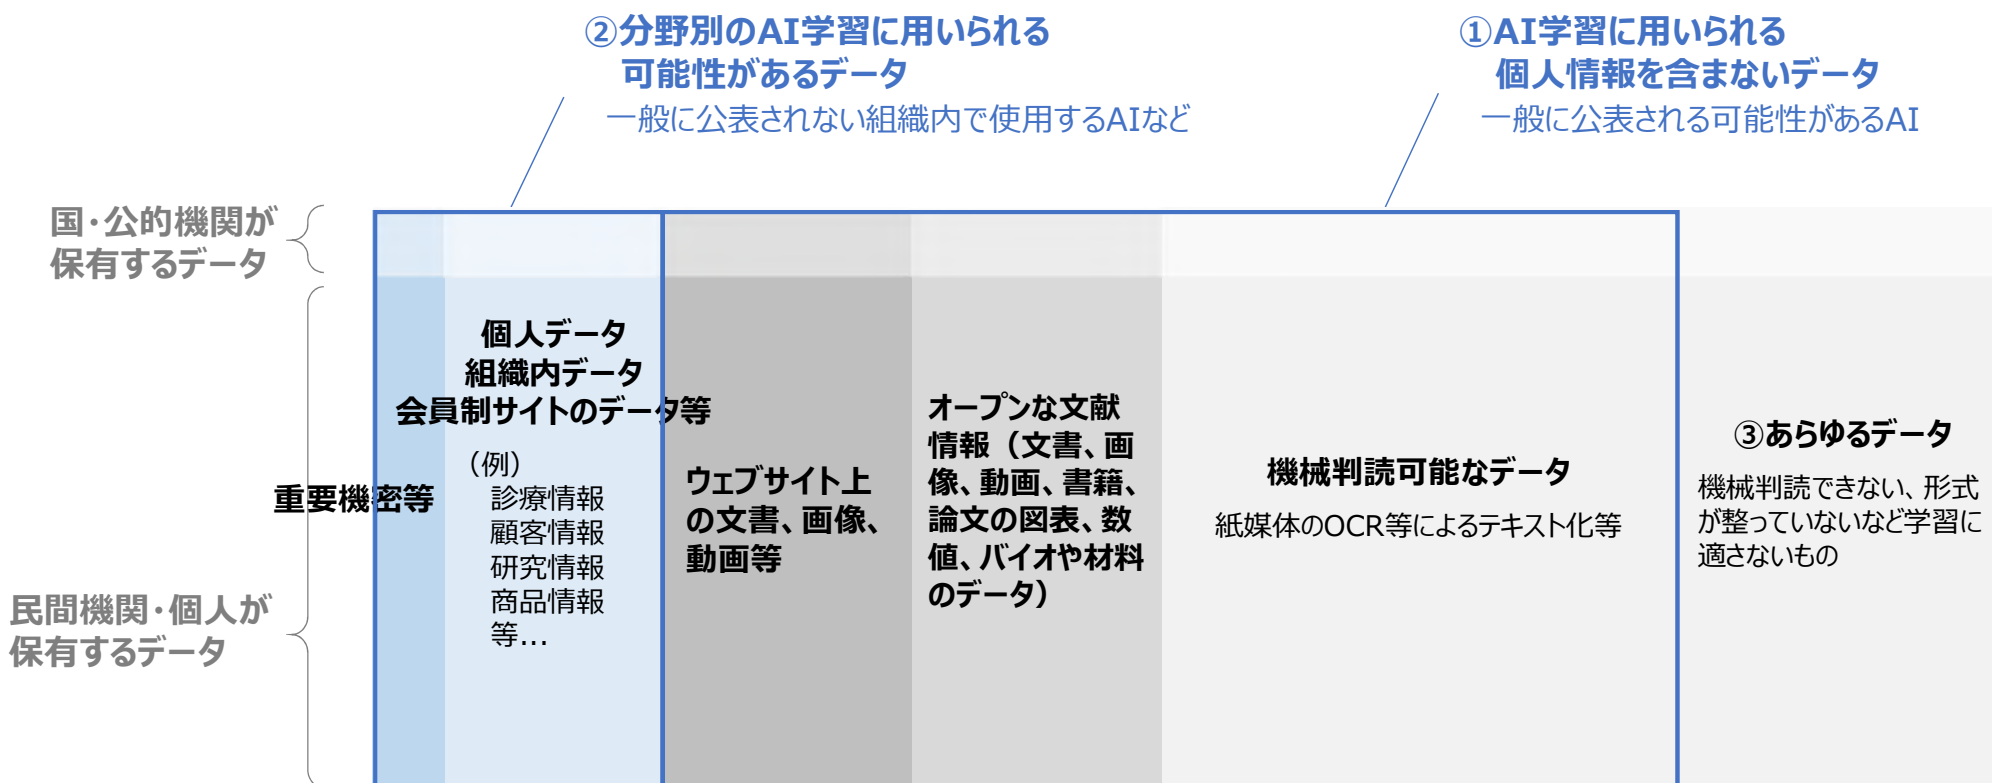 ②分野別のAI学習に用いられる
可能性があるデータ
一般に公表されない組織内で使用するAIなど
①AI学習に用いられる
個人情報を含まないデータ
一般に公表される可能性があるAI
国・公的機関が
保有するデータ
民間機関・個人が
保有するデータ
重要機密等
個人データ
組織内データ
会員制サイトのデータ等
（例）
診療情報
顧客情報
研究情報
商品情報
等…
ウェブサイト上
の文書、画像、
動画等
オープンな文献
情報（文書、画
像、動画、書籍、
論文の図表、数
値、バイオや材料
のデータ）
機械判読可能なデータ
紙媒体のOCR等によるテキスト化等
③あらゆるデータ
機械判読できない、形式
が整っていないなど学習に
適さないもの